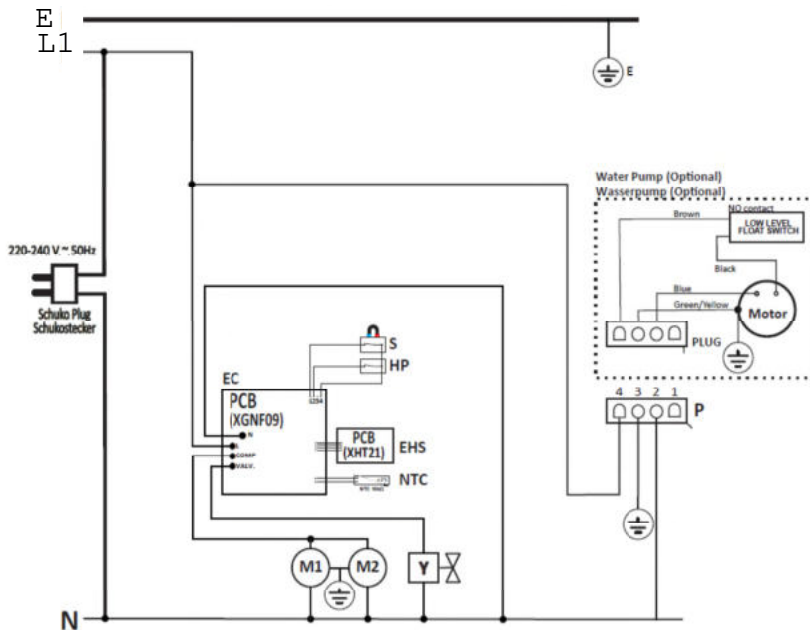 E
L1
E
Water Pump (Optional)
Wasserpump (Optional)
NO contact
Brown
LOW LEVEL
FLOAT SWITCH
Black
220-240 V.~ 50Hz
Blue
Green/Yellow
Motor
Schuko Plug
Schukostecker
PLUG
S
HP
EC
PCB
(XGNF09)
1234
4 3 2 1
P
N
L
COMP
VALV.
PCB
(XHT21)
EHS
NTC
M1
M2
Y
N